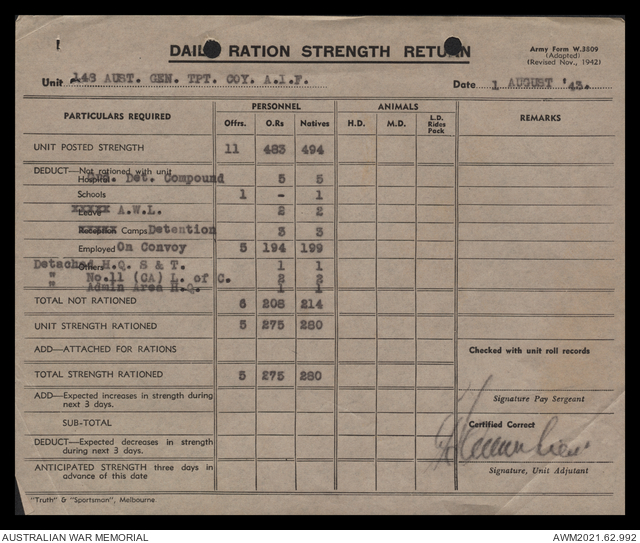 DAILY RATION STRENGTH RETURN
Army Form W.3809
(Adapted)
(Revised Nov., 1942)
Unit 148 AUST. GEN. TPT. COY. A.I.F.
Date 1 AUGUST '43.
PARTICULARS REQUIRED PERSONNEL ANIMALS REMARKS
Offrs. O.Rs Natives H.D. M.D. L.D. Rides Pack
UNIT POSTED STRENGTH 11 483 494
DEDUCT—Not rationed with unit
Hospital Det. Compound 5 5
Schools 1 - 1
Leave A.W.L. 2 2
Reception Camps Detention 3 3
Employed On Convoy 5 194 199
Detached Others H.Q. S & T. 1 1
" No.11 (CA) L. of C. 2 2
" Admin Area H.Q. 1 1
TOTAL NOT RATIONED 6 208 214
UNIT STRENGTH RATIONED 5 275 280
ADD—ATTACHED FOR RATIONS
Checked with unit roll records
TOTAL STRENGTH RATIONED 5 275 280
ADD—Expected increases in strength during
next 3 days.
Signature Pay Sergeant
SUB-TOTAL
Certified Correct
DEDUCT—Expected decreases in strength
during next 3 days.
ANTICIPATED STRENGTH three days in
advance of this date
Signature, Unit Adjutant
"Truth" & "Sportsman", Melbourne
AUSTRALIAN WAR MEMORIAL
AWM2021.62.992